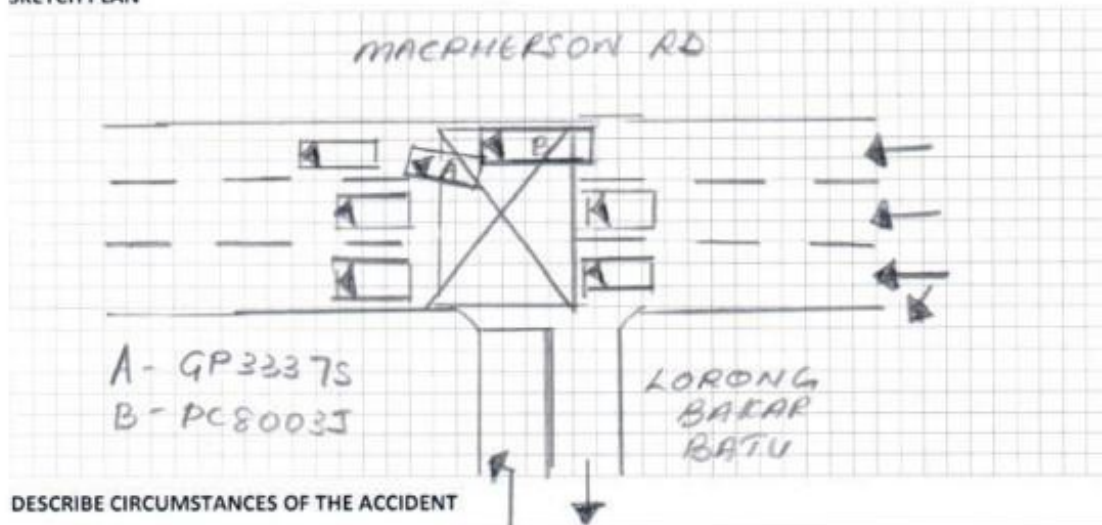 SKETCH PLAN
MACPHERSON RD
B
A
A - GP3337S
B - PC8003J
LORONG
BAKAR
BATU
DESCRIBE CIRCUMSTANCES OF THE ACCIDENT